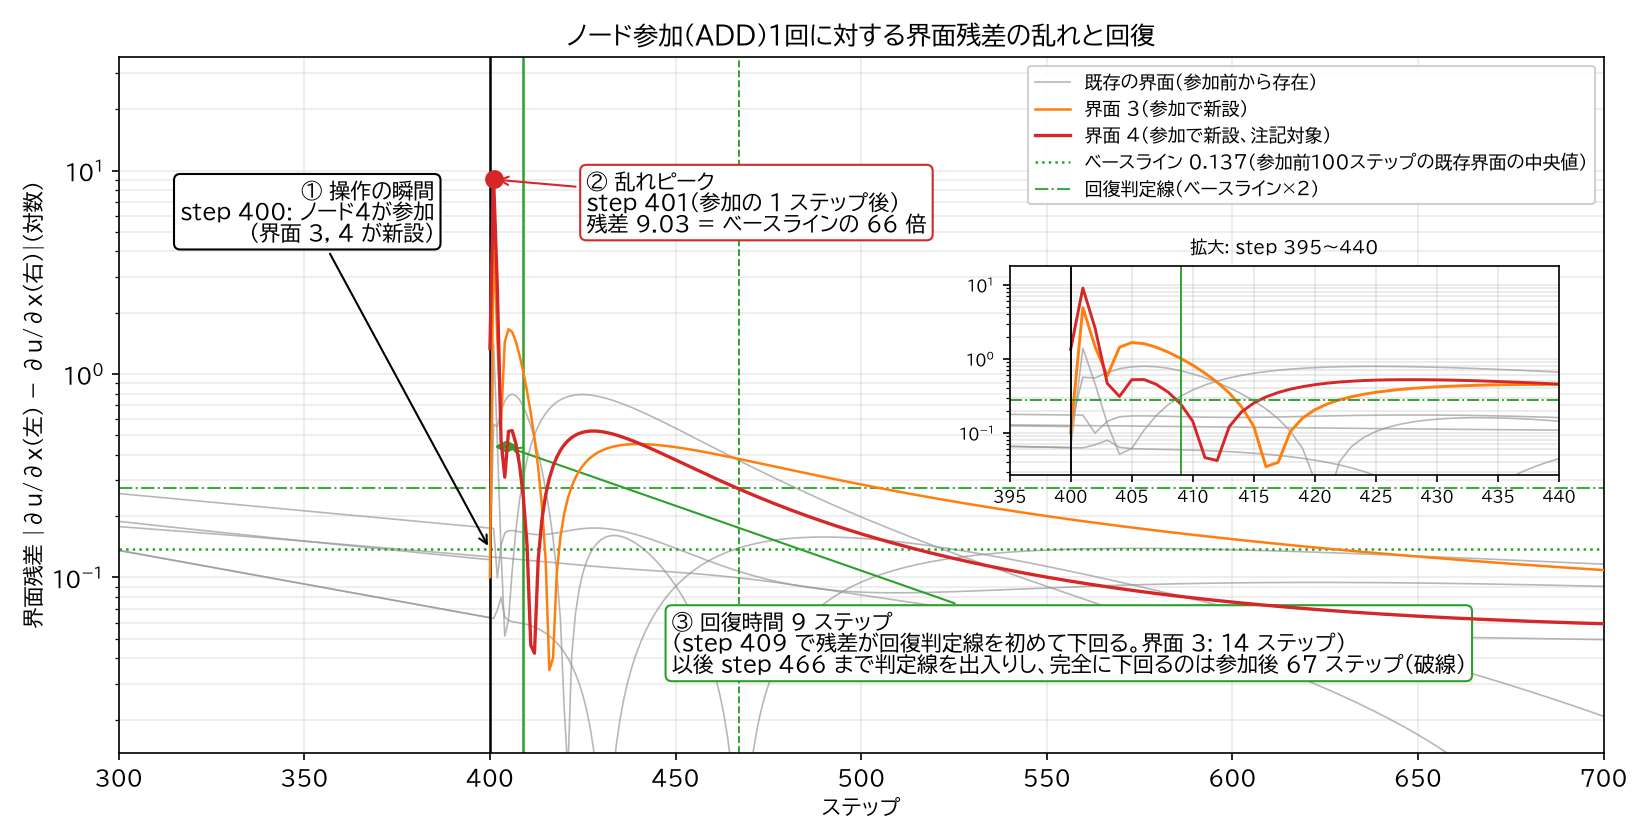 ノード参加(ADD)1回に対する界面残差の乱れと回復
界面残差 |∂u/∂x(左) − ∂u/∂x(右)|(対数)
10¹
10⁰
10⁻¹
① 操作の瞬間
step 400: ノード4が参加
(界面 3, 4 が新設)
② 乱れピーク
step 401(参加の 1 ステップ後)
残差 9.03 = ベースラインの 66 倍
既存の界面(参加前から存在)
界面 3(参加で新設)
界面 4(参加で新設、注記対象)
ベースライン 0.137(参加前100ステップの既存界面の中央値)
回復判定線(ベースライン×2)
拡大: step 395〜440
10¹
10⁰
10⁻¹
395 400 405 410 415 420 425 430 435 440
③ 回復時間 9 ステップ
(step 409 で残差が回復判定線を初めて下回る。界面 3: 14 ステップ)
以後 step 466 まで判定線を出入りし、完全に下回るのは参加後 67 ステップ(破線)
300 350 400 450 500 550 600 650 700
ステップ